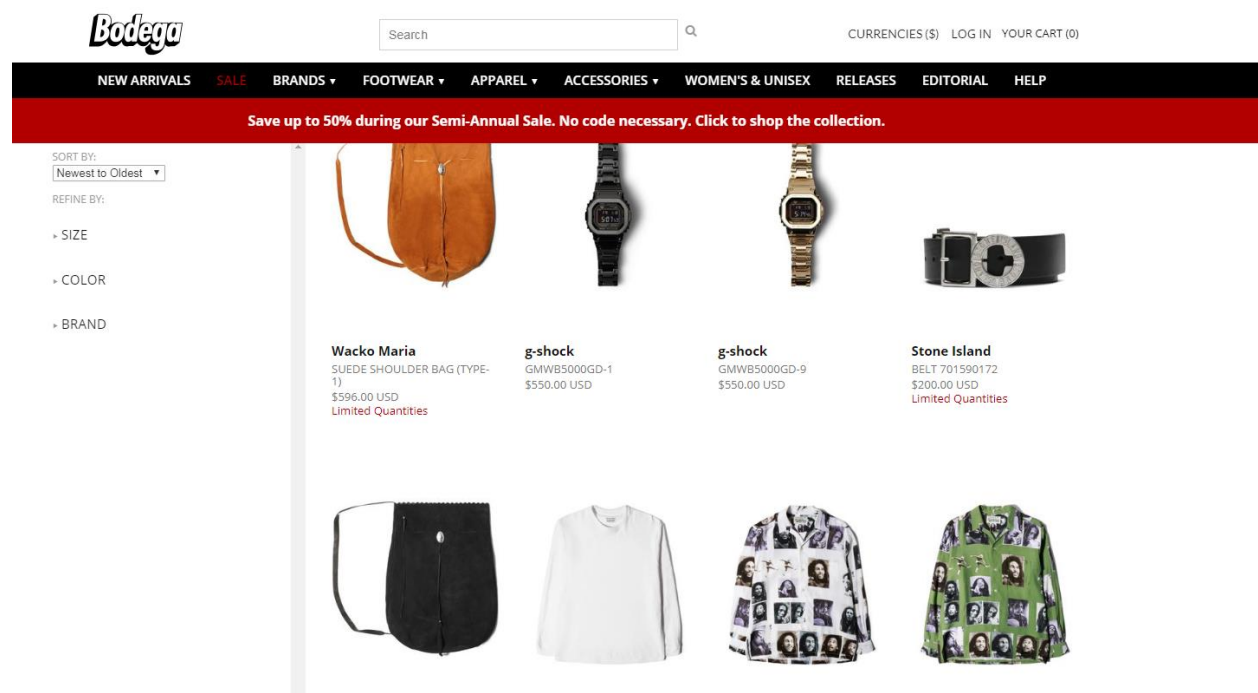 Bodega
Search
CURRENCIES ($) LOG IN YOUR CART (0)
NEW ARRIVALS SALE BRANDS ▾ FOOTWEAR ▾ APPAREL ▾ ACCESSORIES ▾ WOMEN'S & UNISEX RELEASES EDITORIAL HELP
Save up to 50% during our Semi-Annual Sale. No code necessary. Click to shop the collection.
SORT BY:
Newest to Oldest ▾
REFINE BY:
▸ SIZE
▸ COLOR
▸ BRAND
Wacko Maria
SUEDE SHOULDER BAG (TYPE-
1)
$596.00 USD
Limited Quantities
g-shock
GMWB5000GD-1
$550.00 USD
g-shock
GMWB5000GD-9
$550.00 USD
Stone Island
BELT 701590172
$200.00 USD
Limited Quantities